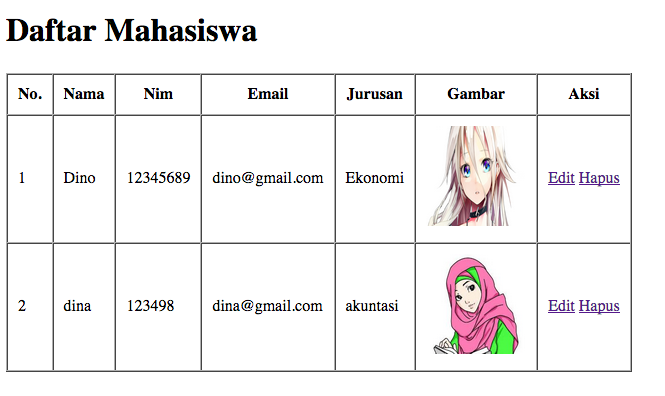 Daftar Mahasiswa
No. Nama Nim Email Jurusan Gambar Aksi
1 Dino 12345689 dino@gmail.com Ekonomi Edit Hapus
2 dina 123498 dina@gmail.com akuntasi Edit Hapus